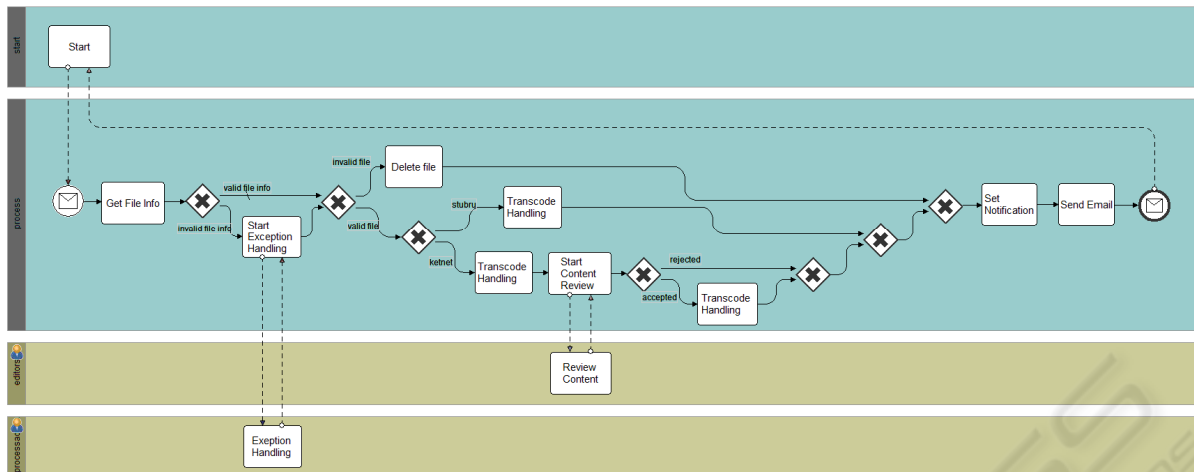 start
Start
process
Get File Info
valid file info
invalid file info
Start
Exception
Handling
invalid file
valid file
Delete file
stubru
ketnet
Transcode
Handling
Transcode
Handling
Start
Content
Review
rejected
accepted
Transcode
Handling
Set
Notification
Send Email
editors
Review
Content
Exeption
Handling